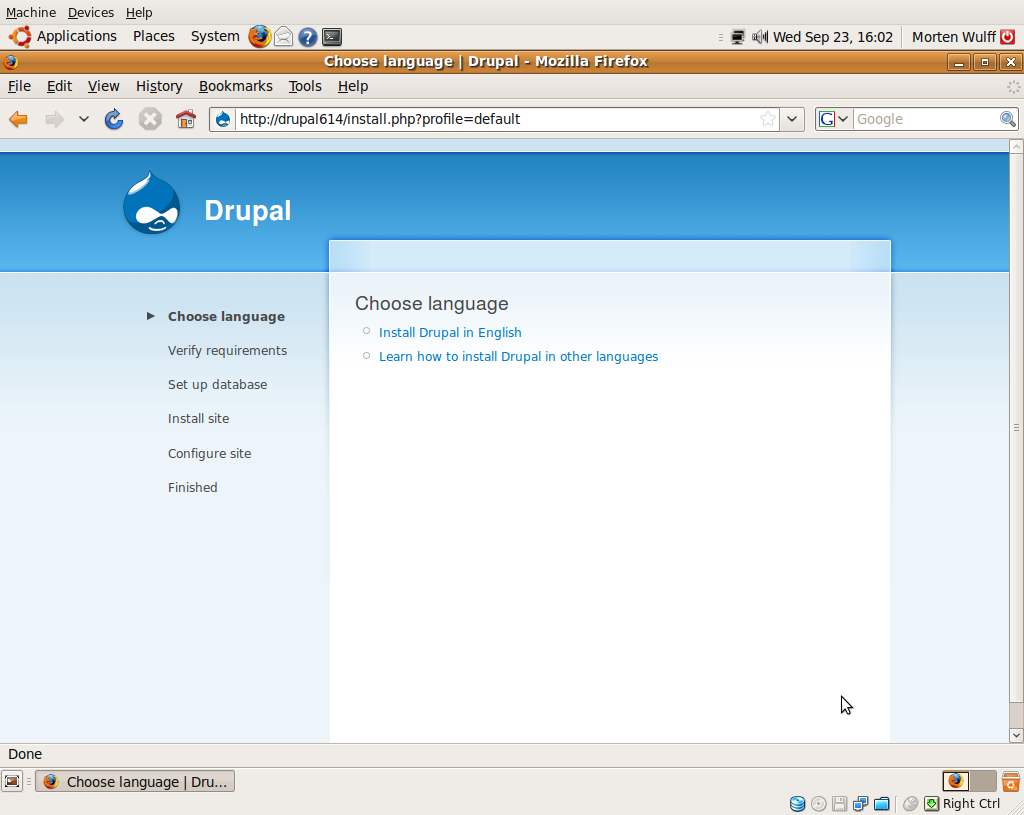 Machine Devices Help
Applications Places System Wed Sep 23, 16:02 Morten Wulff
Choose language | Drupal - Mozilla Firefox
File Edit View History Bookmarks Tools Help
http://drupal614/install.php?profile=default G Google
Drupal
Choose language
Install Drupal in English
Learn how to install Drupal in other languages
Choose language
Verify requirements
Set up database
Install site
Configure site
Finished
Done
Choose language | Dru...
Right Ctrl